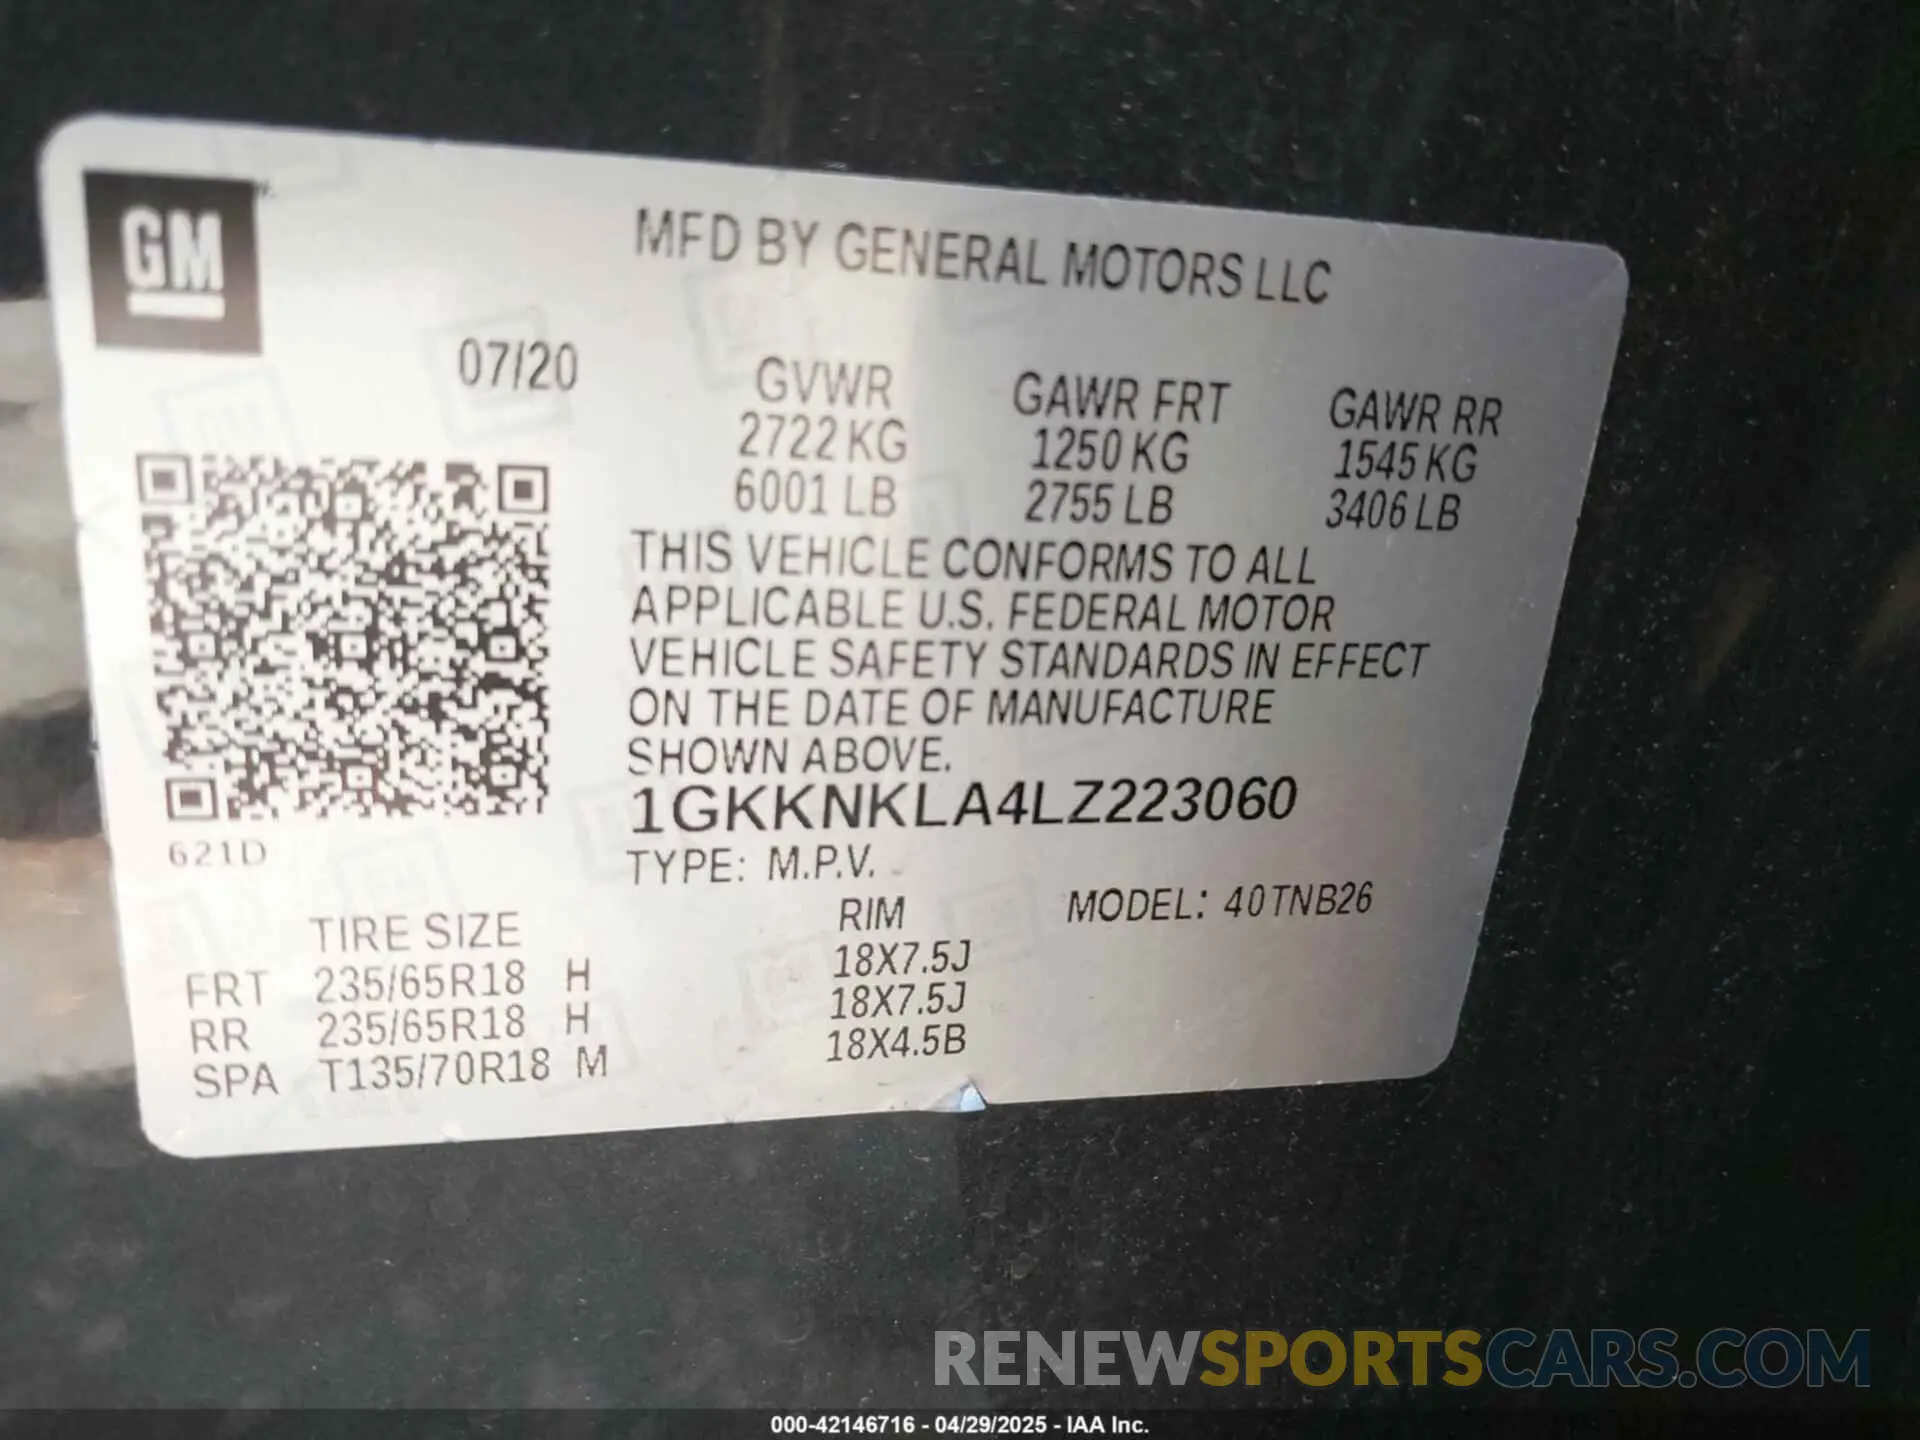 GM
MFD BY GENERAL MOTORS LLC
07/20
GVWR GAWR FRT GAWR RR
2722 KG 1250 KG 1545 KG
6001 LB 2755 LB 3406 LB
THIS VEHICLE CONFORMS TO ALL
APPLICABLE U.S. FEDERAL MOTOR
VEHICLE SAFETY STANDARDS IN EFFECT
ON THE DATE OF MANUFACTURE
SHOWN ABOVE.
1GKKNKLA4LZ223060
621D
TYPE: M.P.V.
TIRE SIZE RIM MODEL: 40TNB26
FRT 235/65R18 H 18X7.5J
RR 235/65R18 H 18X7.5J
SPA T135/70R18 M 18X4.5B
RENEWSPORTSCARS.COM
000-42146716 - 04/29/2025 - IAA Inc.